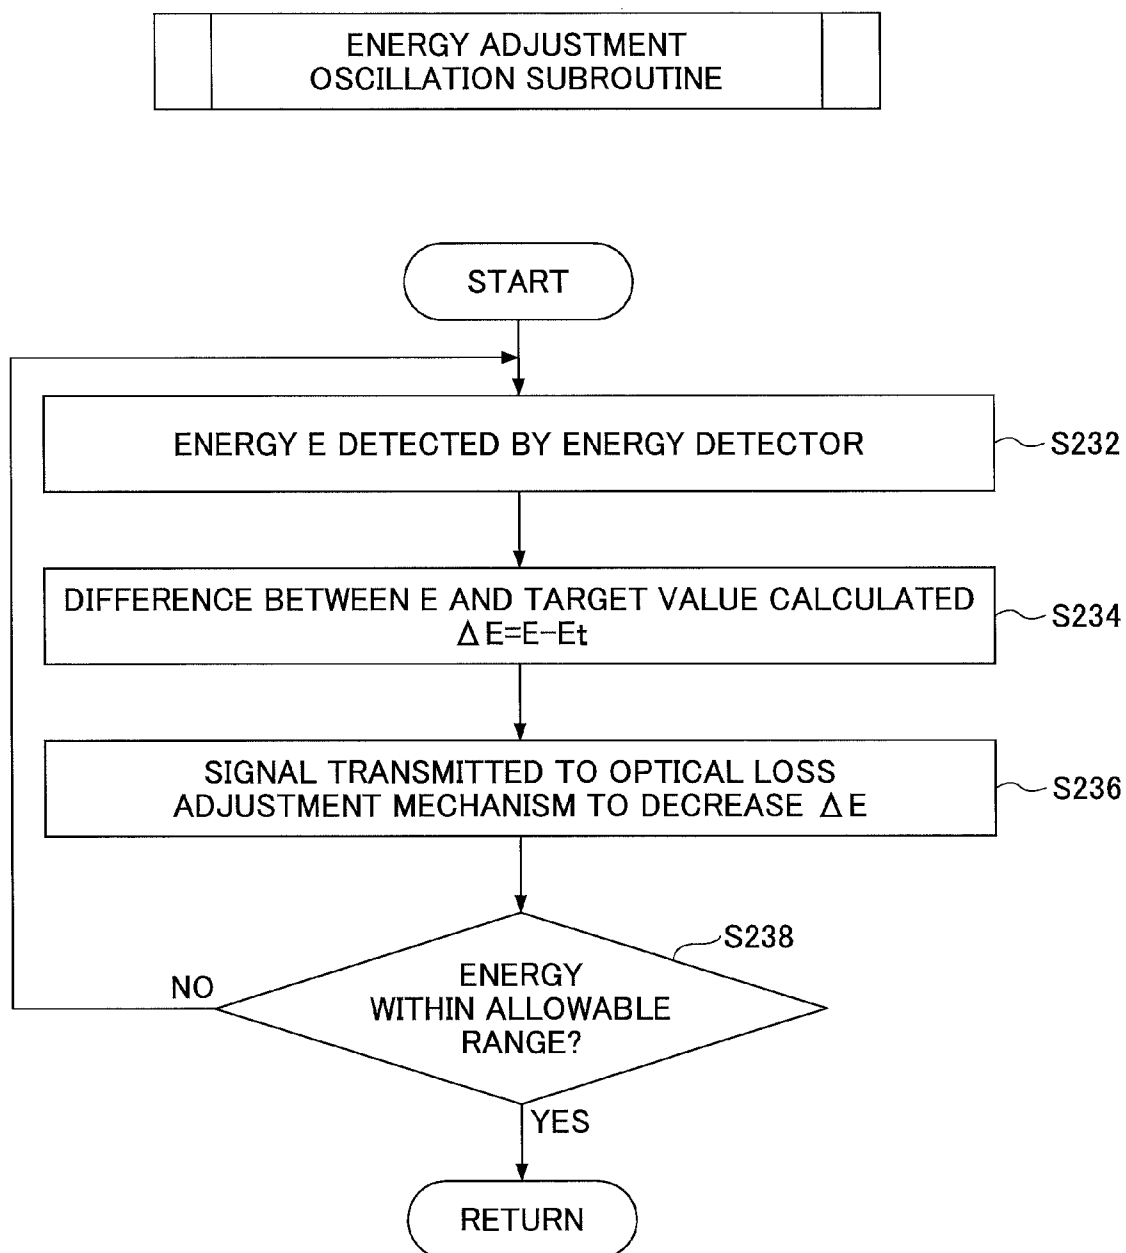 ENERGY ADJUSTMENT
OSCILLATION SUBROUTINE
START
ENERGY E DETECTED BY ENERGY DETECTOR
S232
DIFFERENCE BETWEEN E AND TARGET VALUE CALCULATED
ΔE=E-Et
S234
SIGNAL TRANSMITTED TO OPTICAL LOSS
ADJUSTMENT MECHANISM TO DECREASE ΔE
S236
S238
ENERGY
WITHIN ALLOWABLE
RANGE?
NO
YES
RETURN